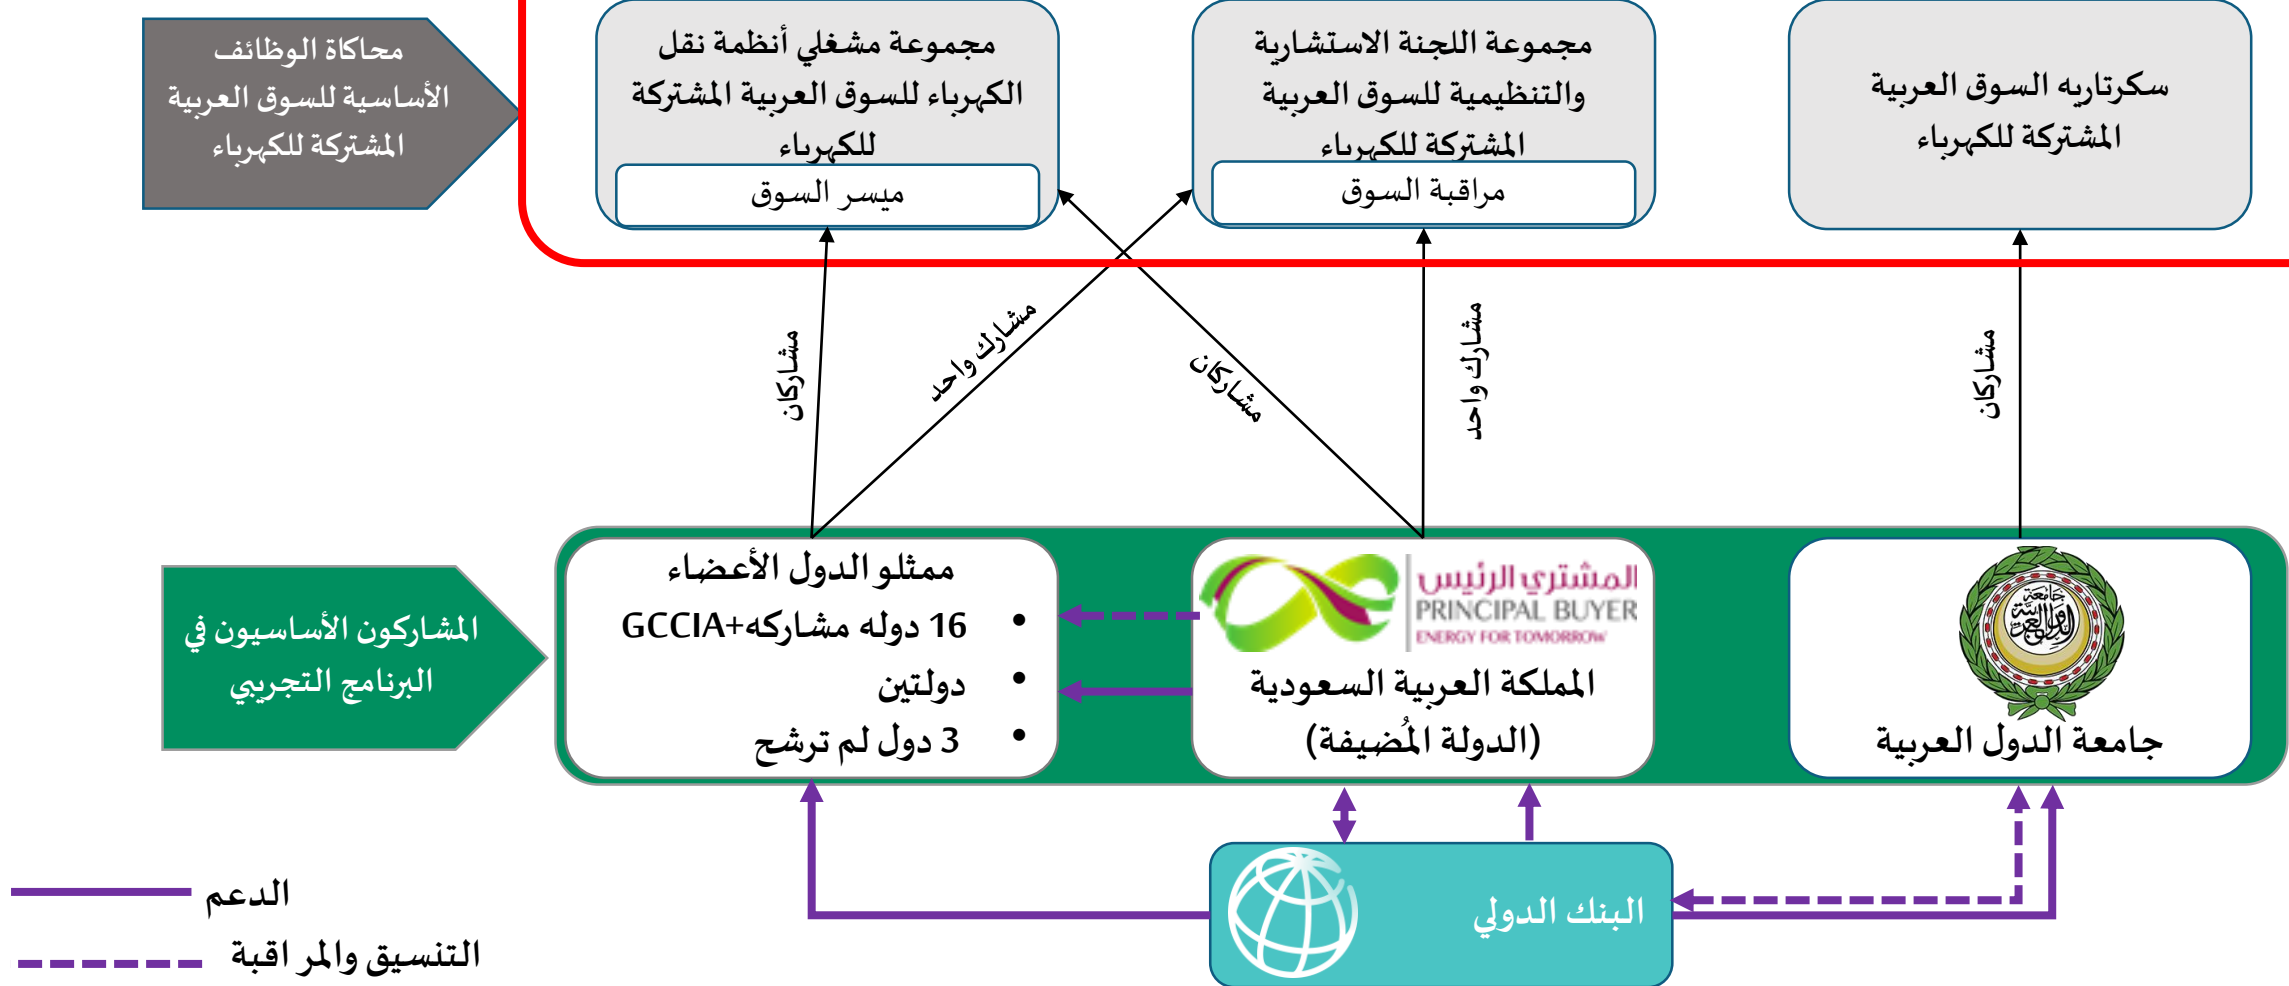 محاكاة الوظائف
الأساسية للسوق العربية
المشتركة للكهرباء
مجموعة مشغلي أنظمة نقل
الكهرباء للسوق العربية المشتركة
للكهرباء
ميسر السوق
مجموعة اللجنة الاستشارية
والتنظيمية للسوق العربية
المشتركة للكهرباء
مراقبة السوق
سكرتاريه السوق العربية
المشتركة للكهرباء
مشاركان
مشارك واحد
مشاركان
مشارك واحد
مشاركان
المشاركون الأساسيون في
البرنامج التجريبي
ممثلو الدول الأعضاء
• 16 دوله مشاركه+GCCIA
• دولتين
• 3 دول لم ترشح
المشتري الرئيس
PRINCIPAL BUYER
ENERGY FOR TOMORROW
المملكة العربية السعودية
(الدولة المُضيفة)
جامعة
الدول العربية
جامعة الدول العربية
البنك الدولي
الدعم
التنسيق والمراقبة